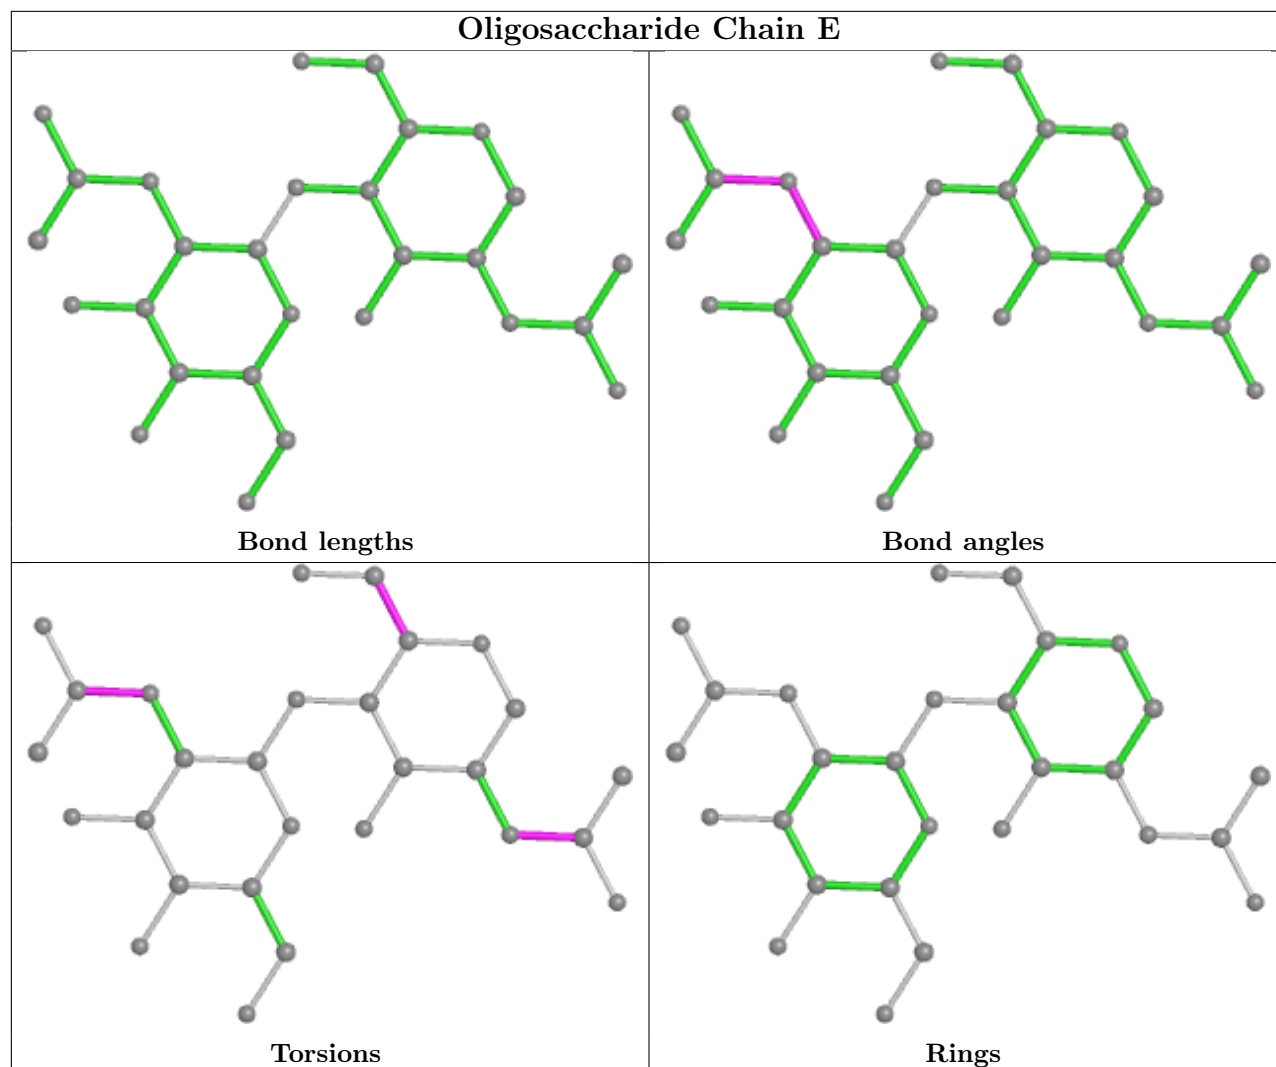 Oligosaccharide Chain E
Bond lengths
Bond angles
Torsions
Rings